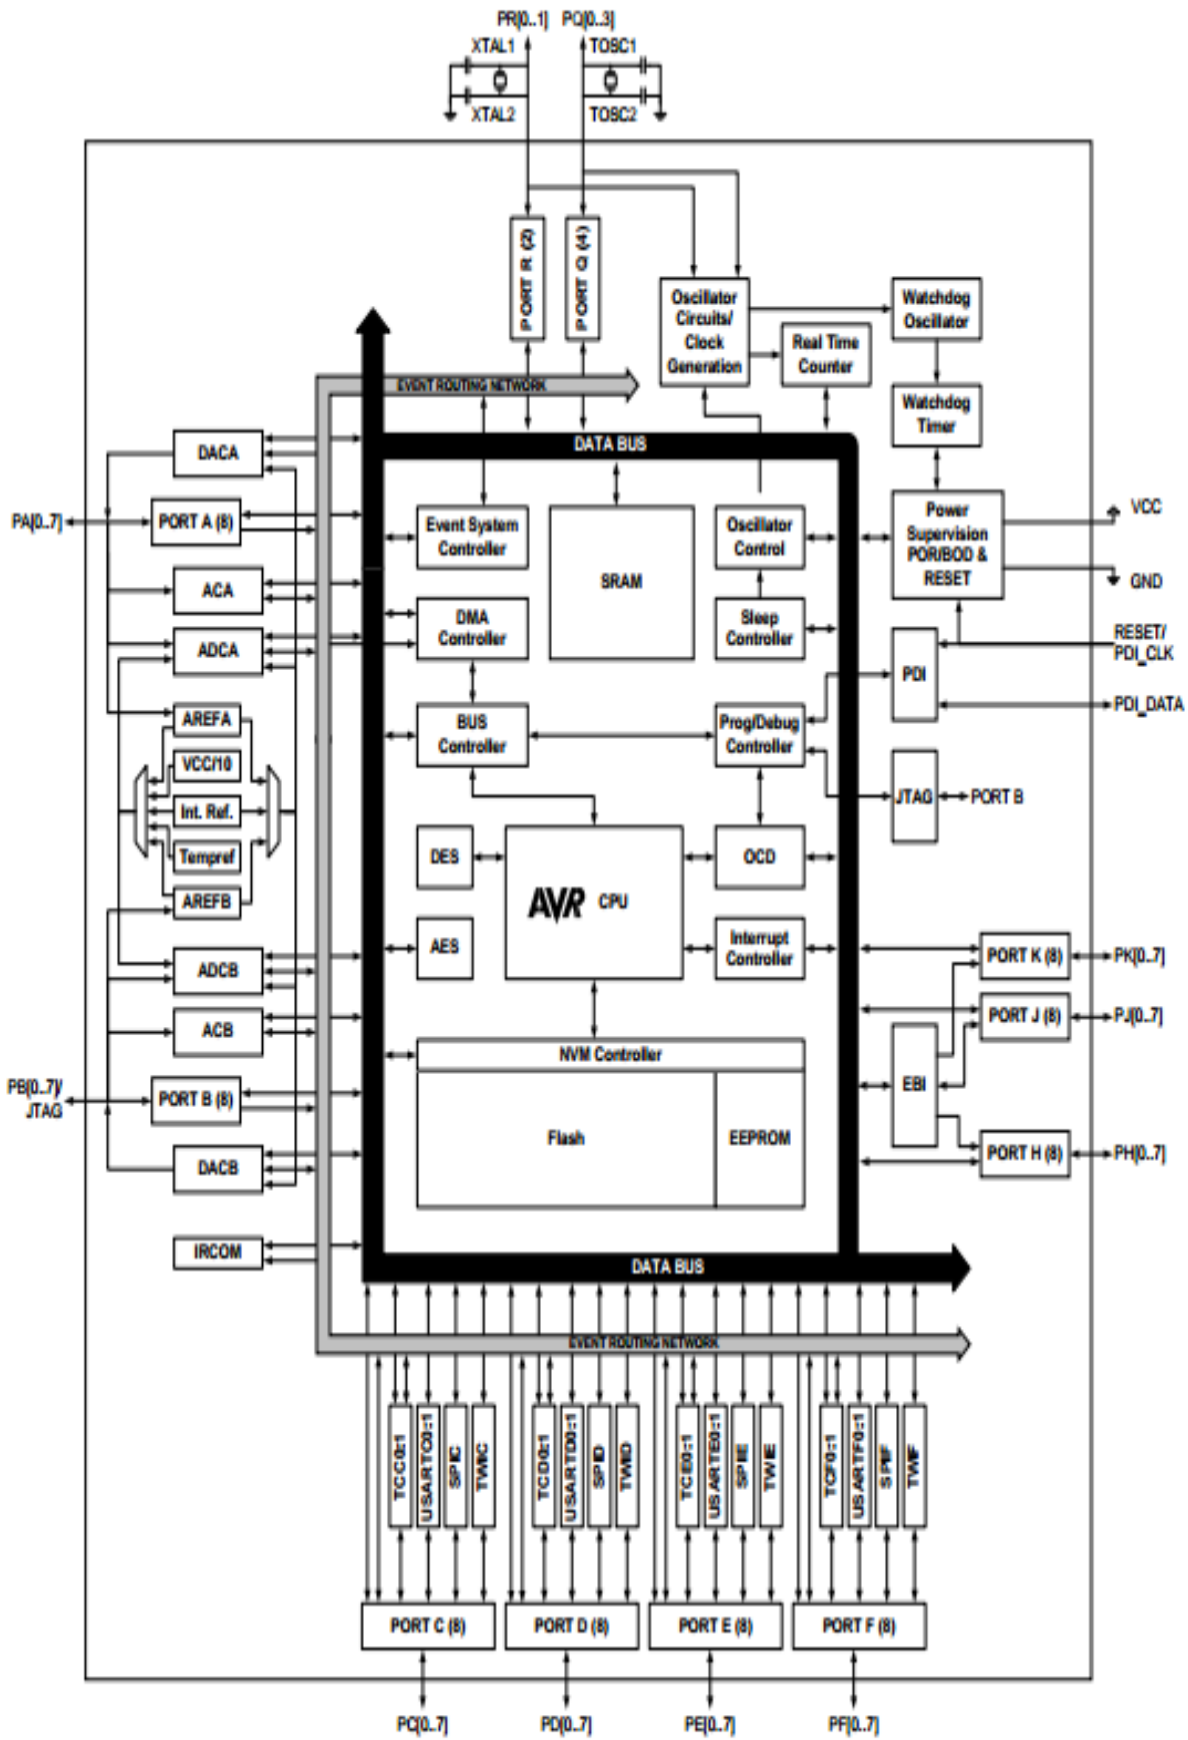 PR[0..1] PQ[0..3]
XTAL1 TOSC1
XTAL2 TOSC2
PORT R (2)
PORT Q (4)
Oscillator
Circuits/
Clock
Generation
Watchdog
Oscillator
Real Time
Counter
Watchdog
Timer
EVENT ROUTING NETWORK
DATA BUS
DACA
PA[0..7]
PORT A (8)
ACA
ADCA
AREFA
VCC/10
Int. Ref.
Tempref
AREFB
ADCB
ACB
PB[0..7]/
JTAG
PORT B (8)
DACB
IRCOM
Event System
Controller
SRAM
Oscillator
Control
DMA
Controller
Sleep
Controller
BUS
Controller
Prog/Debug
Controller
DES
AVR CPU
OCD
AES
Interrupt
Controller
NVM Controller
Flash
EEPROM
Power
Supervision
POR/BOD &
RESET
VCC
GND
RESET/
PDI_CLK
PDI
PDI_DATA
JTAG
PORT B
PORT K (8)
PK[0..7]
PORT J (8)
PJ[0..7]
EBI
PORT H (8)
PH[0..7]
DATA BUS
EVENT ROUTING NETWORK
TCC0:1
USARTC0:1
SPIC
TWIC
TCD0:1
USARTD0:1
SPID
TWID
TCE0:1
USARTE0:1
SPIE
TWIE
TCF0:1
USARTF0:1
SPIF
TWIF
PORT C (8)
PORT D (8)
PORT E (8)
PORT F (8)
PC[0..7]
PD[0..7]
PE[0..7]
PF[0..7]